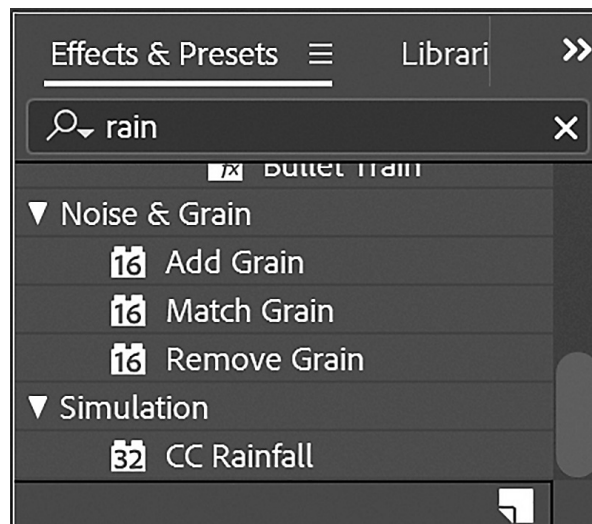 Effects & Presets Librari
rain
Bullet Train
Noise & Grain
16 Add Grain
16 Match Grain
16 Remove Grain
Simulation
32 CC Rainfall